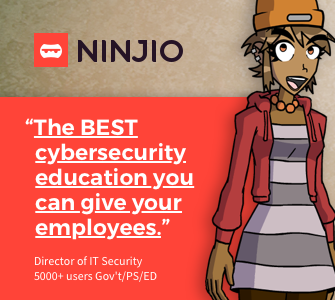 NINJIO
“The BEST
cybersecurity
education you
can give your
employees.”
Director of IT Security
5000+ users Gov't/PS/ED